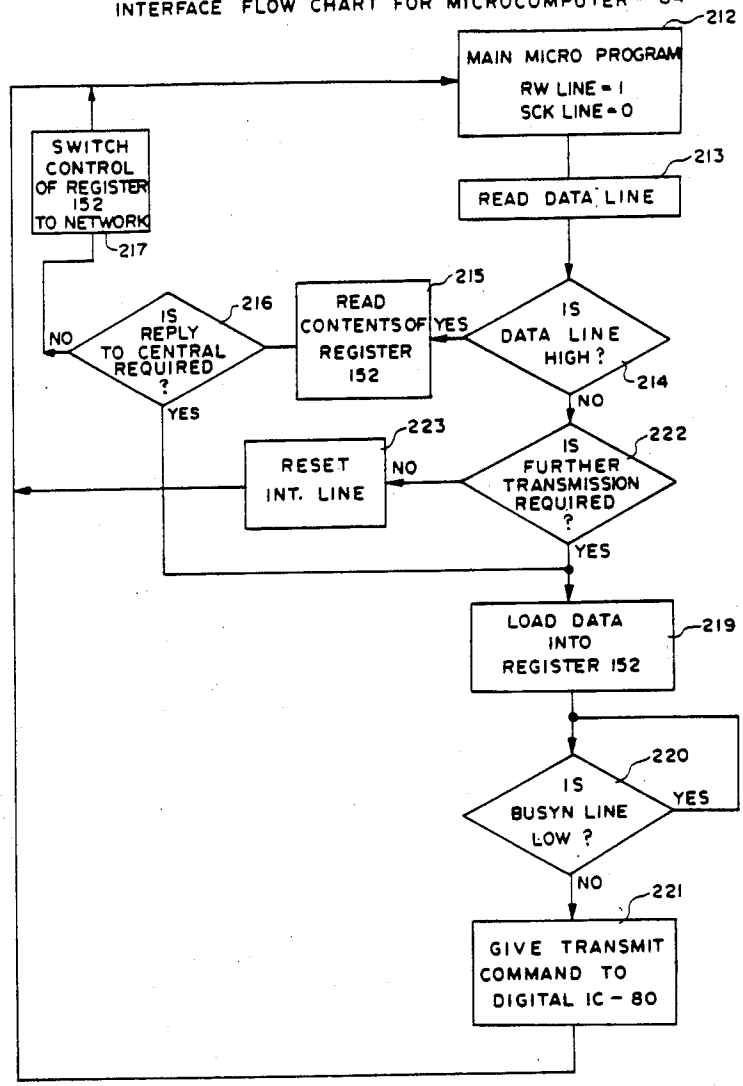 INTERFACE FLOW CHART FOR MICROCOMPUTER
212
MAIN MICRO PROGRAM
RW LINE = 1
SCK LINE = 0
SWITCH
CONTROL
OF REGISTER
152
TO NETWORK
217
213
READ DATA LINE
215
READ
CONTENTS OF
REGISTER
152
216
IS
REPLY
TO CENTRAL
REQUIRED
?
NO
YES
IS
DATA LINE
HIGH ?
214
YES
NO
223
RESET
INT. LINE
NO
222
IS
FURTHER
TRANSMISSION
REQUIRED
?
YES
LOAD DATA
INTO
REGISTER 152
219
220
IS
BUSYN LINE
LOW ?
YES
NO
221
GIVE TRANSMIT
COMMAND TO
DIGITAL IC - 80